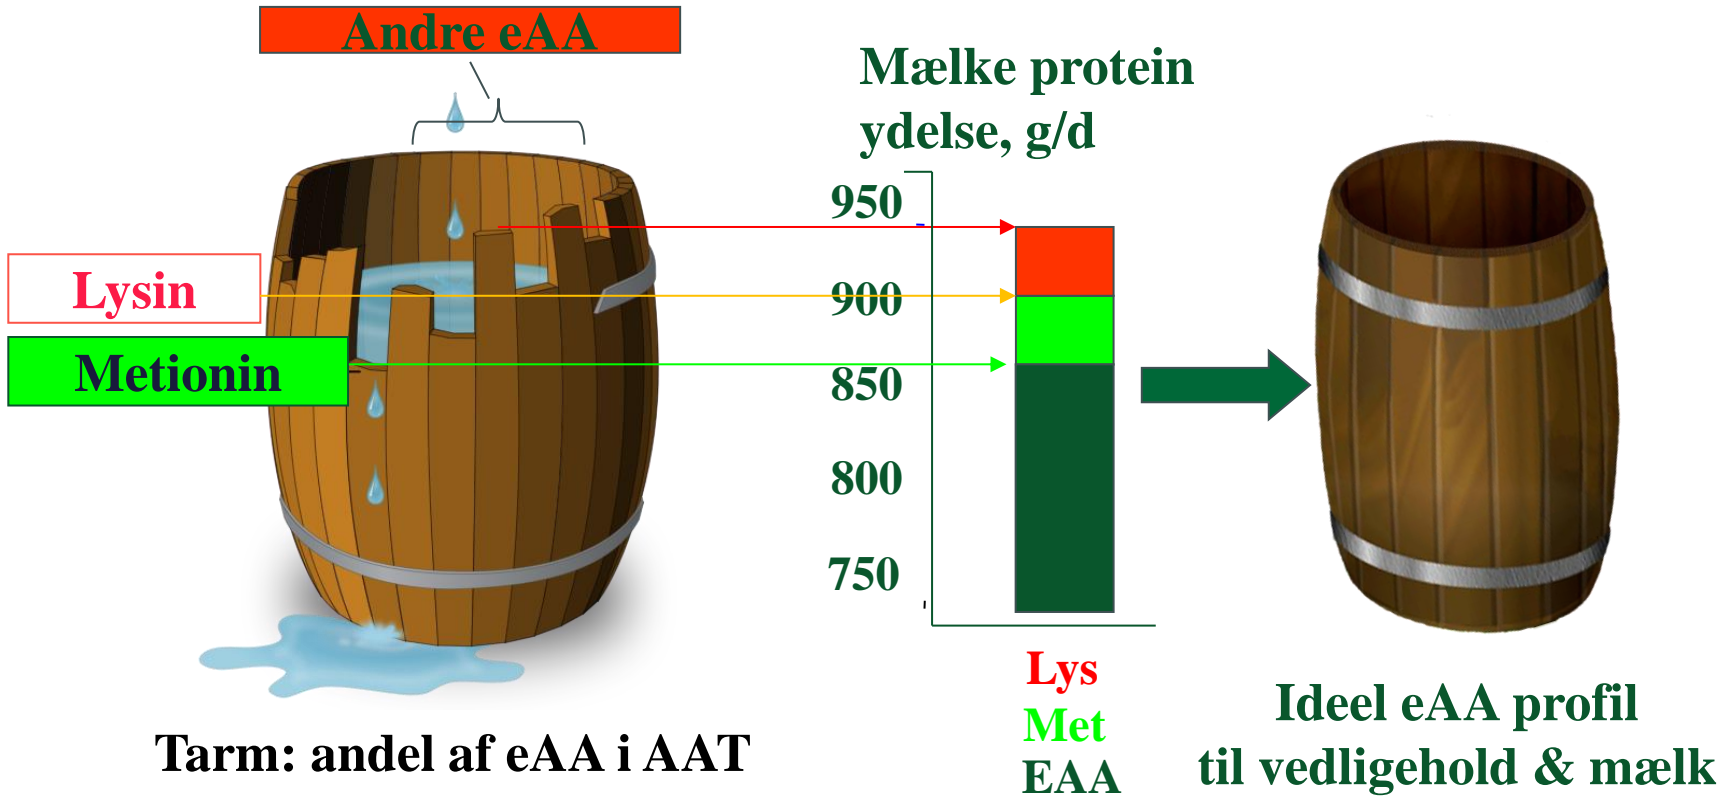 Andre eAA
Mælke protein
ydelse, g/d
950
Lysin
900
Metionin
850
800
750
Lys
Met
EAA
Tarm: andel af eAA i AAT
Ideel eAA profil
til vedligehold & mælk